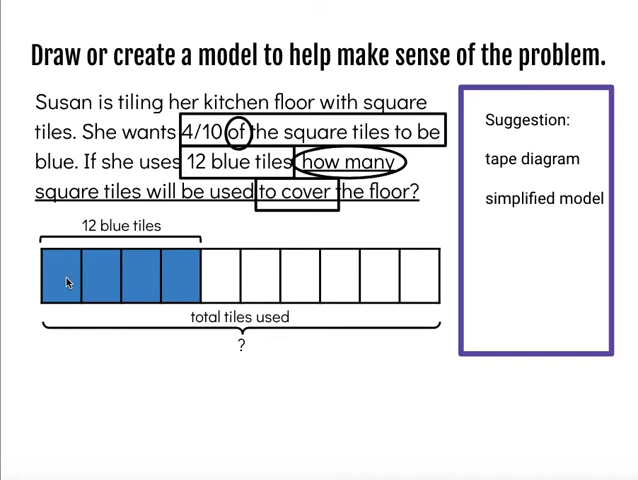 Draw or create a model to help make sense of the problem.
Susan is tiling her kitchen floor with square
tiles. She wants 4/10 of the square tiles to be
blue. If she uses 12 blue tiles how many
square tiles will be used to cover the floor?
Suggestion:
tape diagram
simplified model
12 blue tiles
total tiles used
?